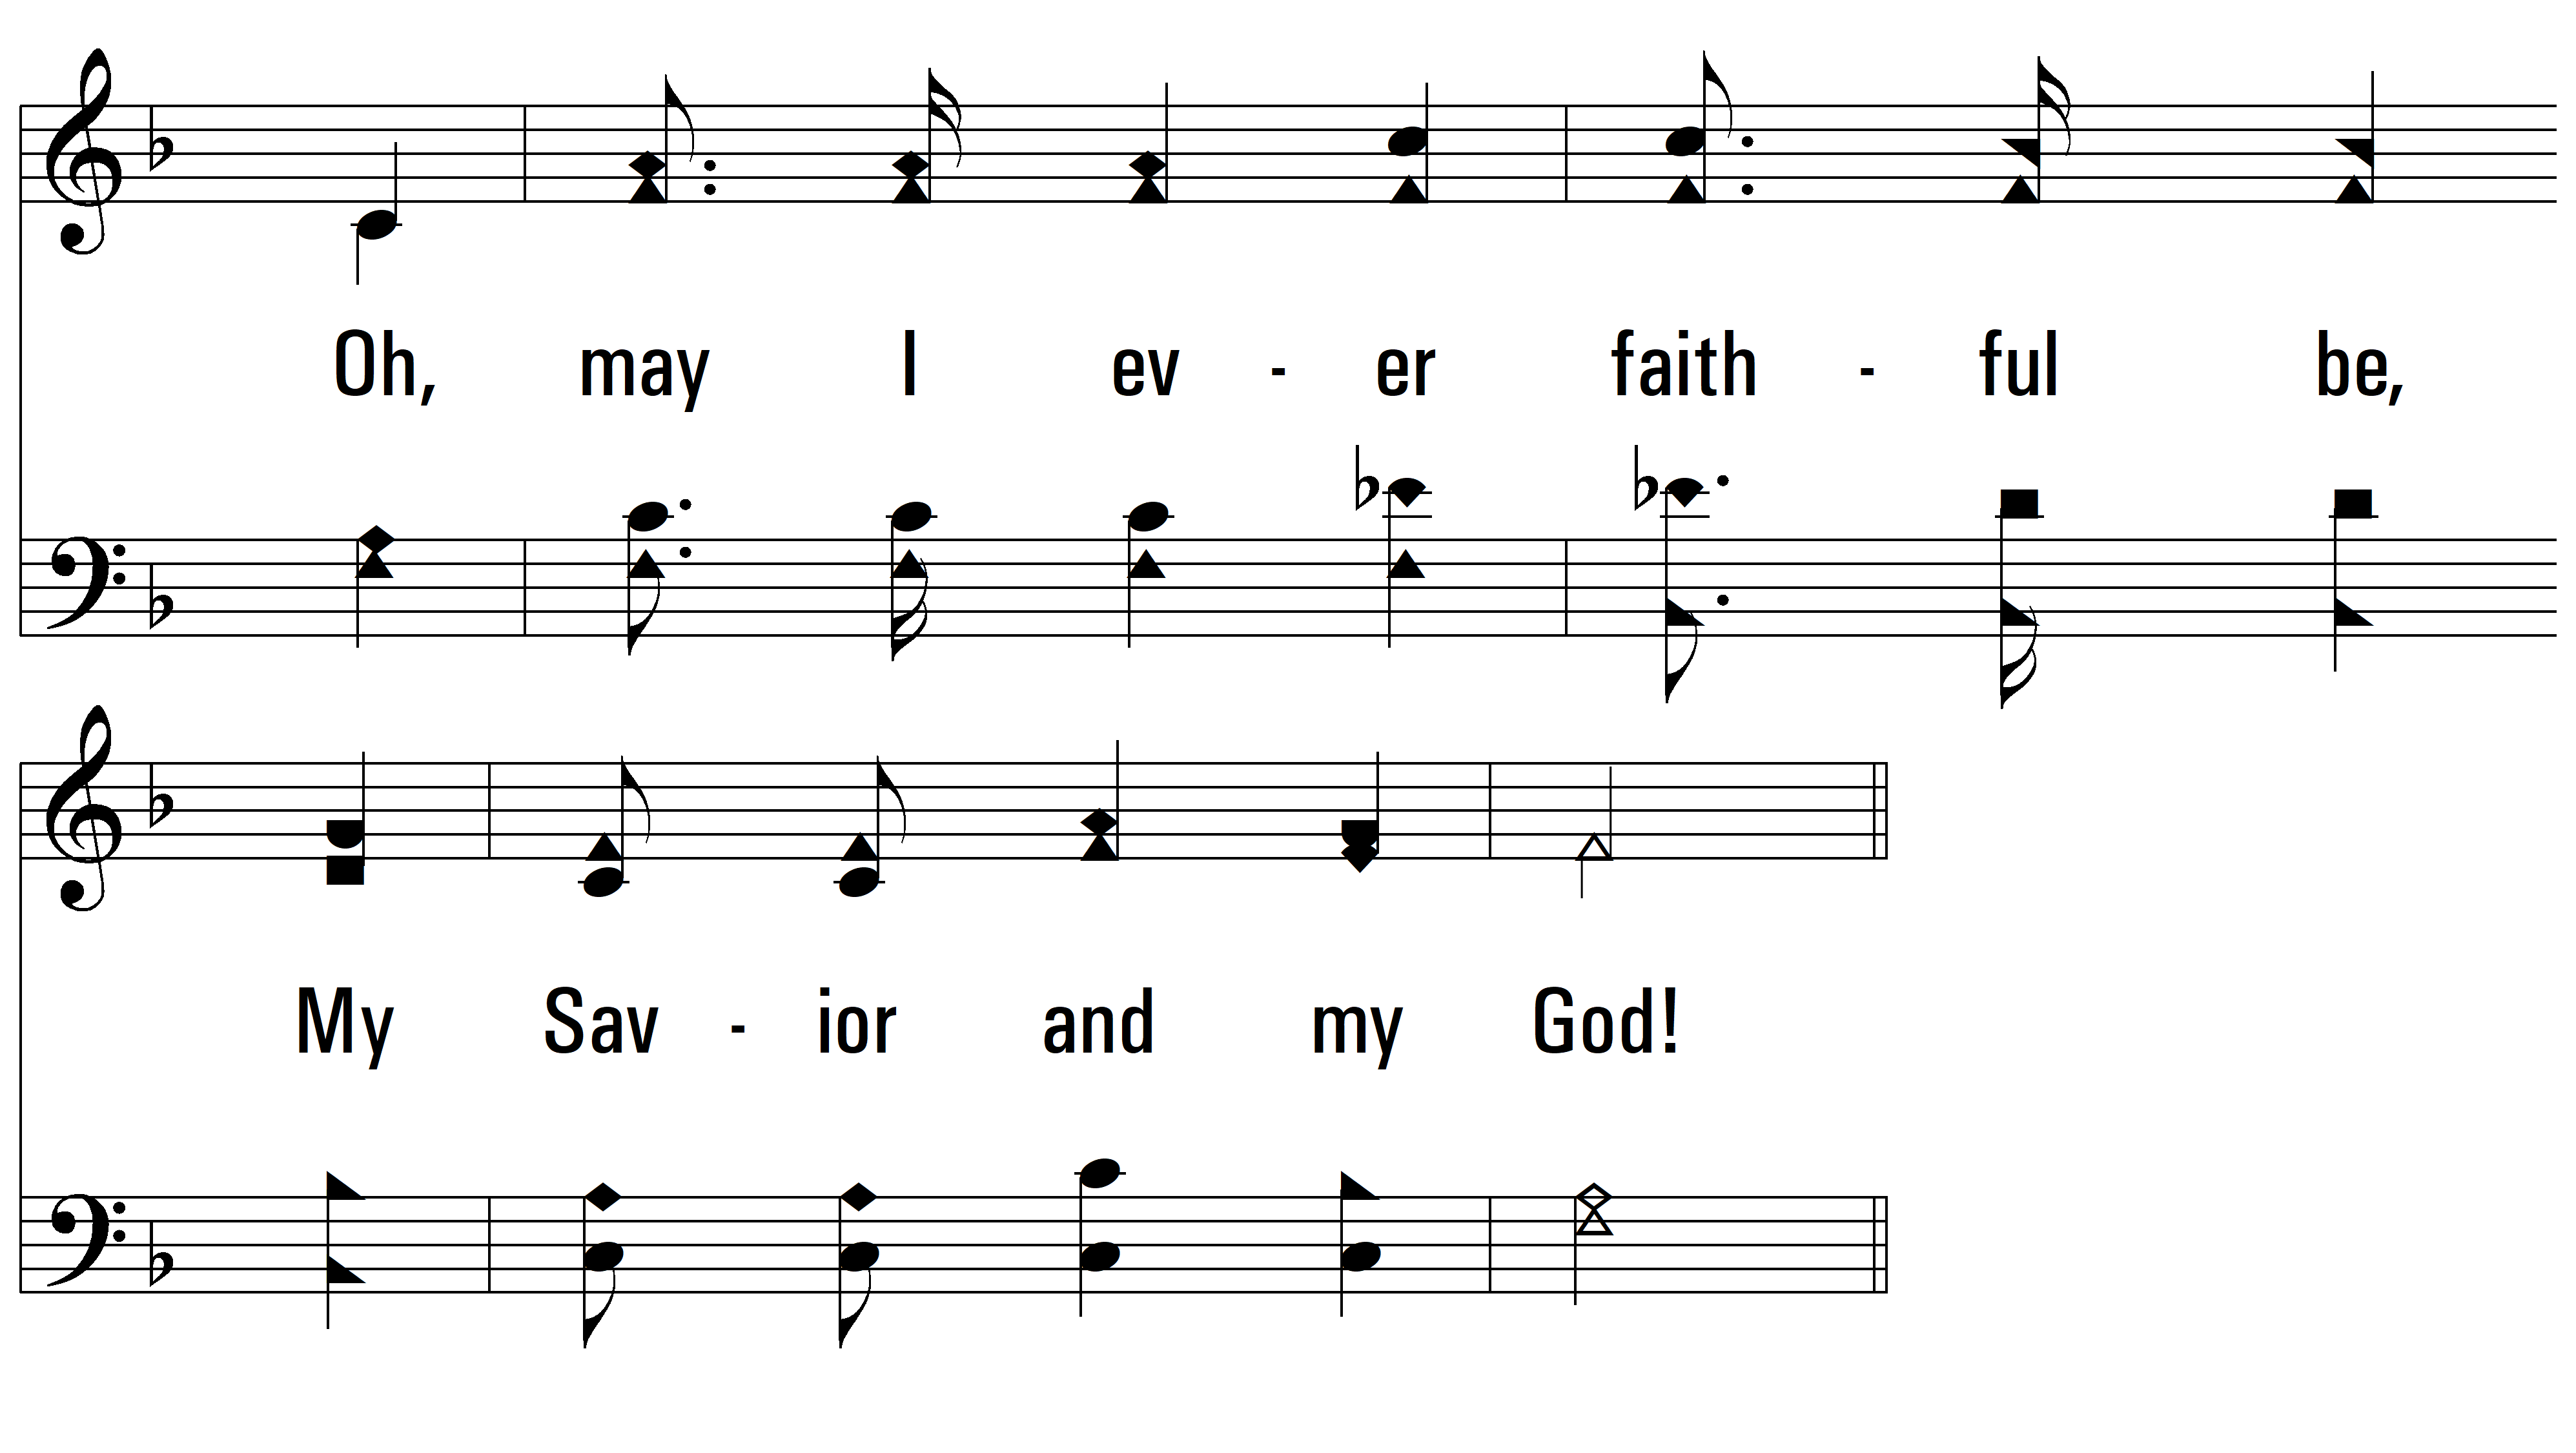 Oh, may I ev - er faith - ful be,
My Sav - ior and my God!